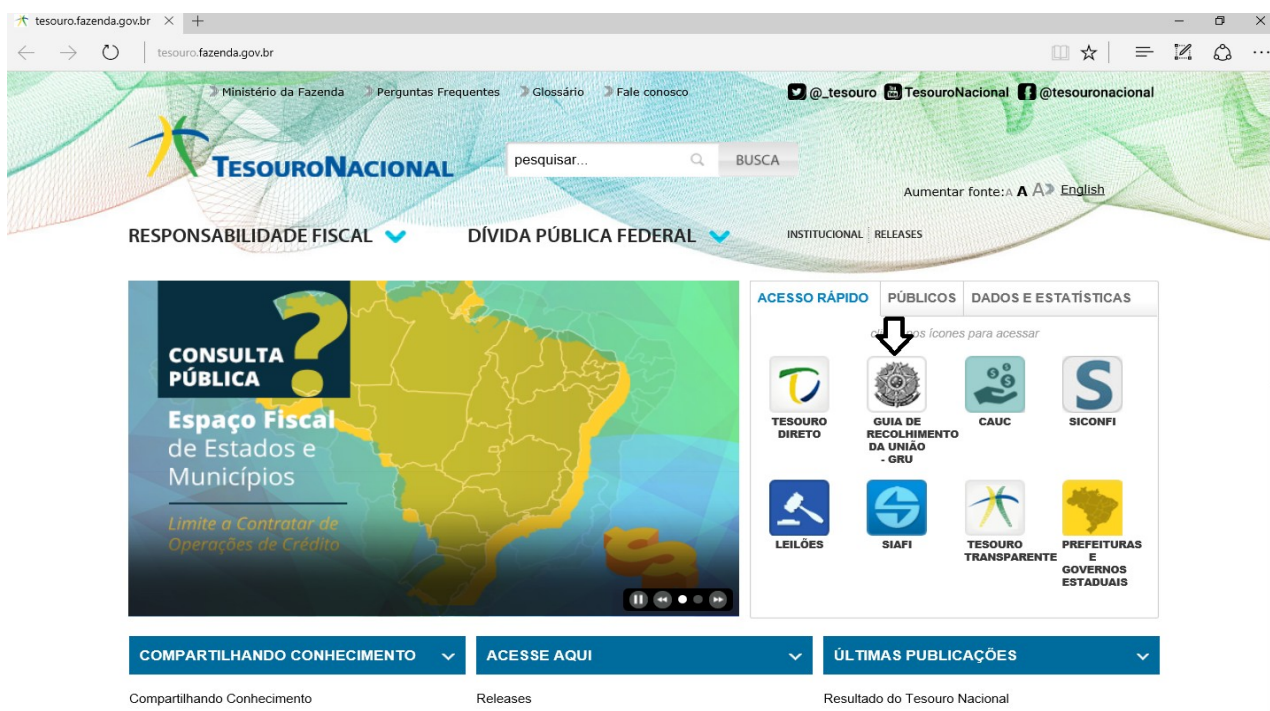 tesouro.fazenda.gov.br
tesouro.fazenda.gov.br
Ministério da Fazenda Perguntas Frequentes Glossário Fale conosco @_tesouro TesouroNacional @tesouronacional
TESOURONACIONAL
pesquisar... BUSCA
Aumentar fonte: A A A English
RESPONSABILIDADE FISCAL DÍVIDA PÚBLICA FEDERAL INSTITUCIONAL RELEASES
CONSULTA
PÚBLICA
Espaço Fiscal
de Estados e
Municípios
Limite a Contratar de
Operações de Crédito
ACESSO RÁPIDO PÚBLICOS DADOS E ESTATÍSTICAS
nos ícones para acessar
TESOURO
DIRETO
GUIA DE
RECOLHIMENTO
DA UNIÃO
- GRU
CAUC
SICONFI
LEILÕES
SIAFI
TESOURO
TRANSPARENTE
PREFEITURAS
E
GOVERNOS
ESTADUAIS
COMPARTILHANDO CONHECIMENTO ACESSE AQUI ÚLTIMAS PUBLICAÇÕES
Compartilhando Conhecimento Releases Resultado do Tesouro Nacional